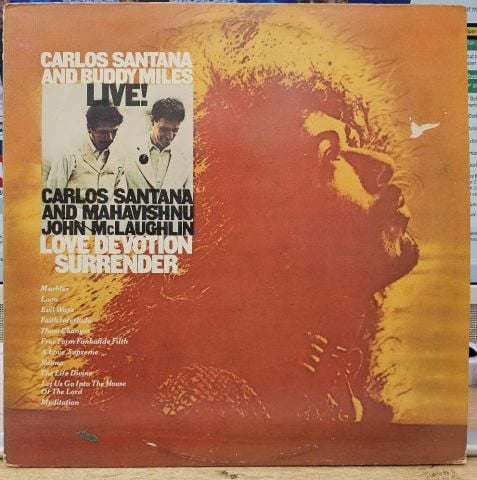 CARLOS SANTANA
AND BUDDY MILES
LIVE!
CARLOS SANTANA
AND MAHAVISHNU
JOHN McLAUGHLIN
LOVE DEVOTION
SURRENDER
Marbles
Lava
Evil Ways
Faith Interlude
Them Changes
Free Form Funkafide Filth
A Love Supreme
Naima
The Life Divine
Let Us Go Into The House
Of The Lord
Meditation